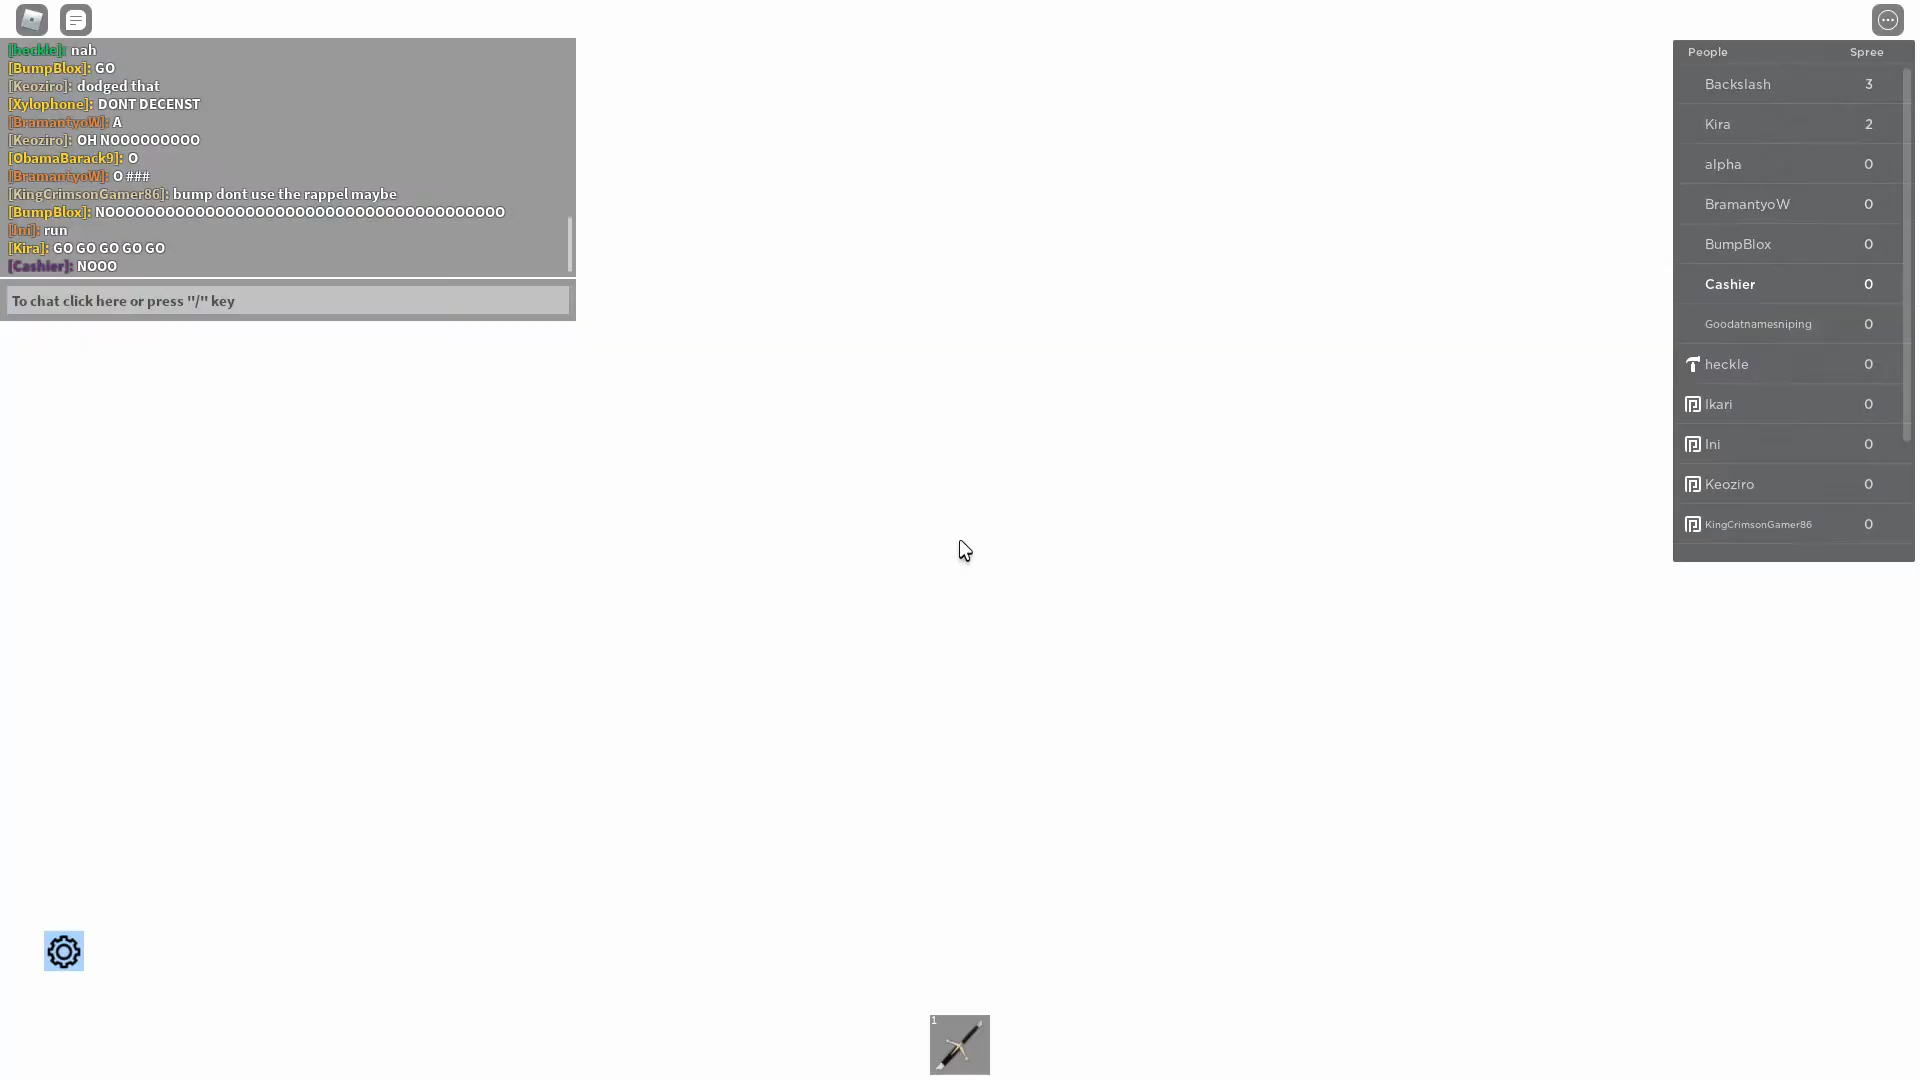 [heckle]: nah
[BumpBlox]: GO
[Keoziro]: dodged that
[Xylophone]: DONT DECENST
[BramantyoW]: A
[Keoziro]: OH NOOOOOOOOO
[ObamaBarack9]: O
[BramantyoW]: O ###
[KingCrimsonGamer86]: bump dont use the rappel maybe
[BumpBlox]: NOOOOOOOOOOOOOOOOOOOOOOOOOOOOOOOOOOOOOOOO
[Ini]: run
[Kira]: GO GO GO GO GO
[Cashier]: NOOO
To chat click here or press "/" key
People Spree
Backslash 3
Kira 2
alpha 0
BramantyoW 0
BumpBlox 0
Cashier 0
Goodatnamesniping 0
heckle 0
Ikari 0
Ini 0
Keoziro 0
KingCrimsonGamer86 0
1